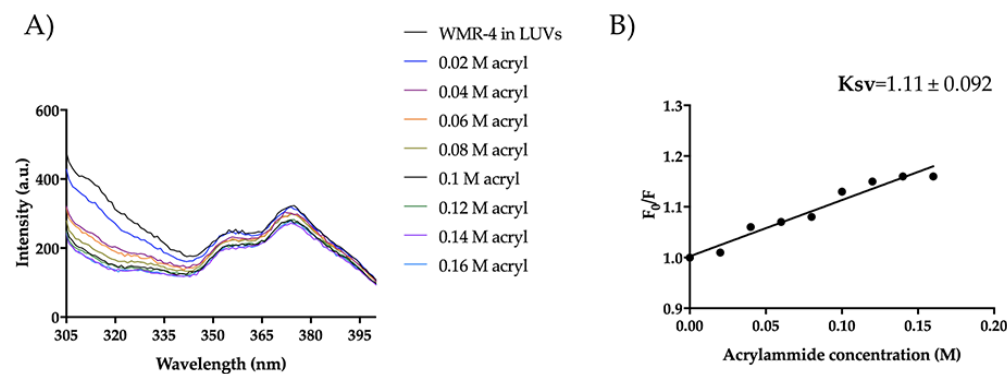 A)
WMR-4 in LUVs
0.02 M acryl
0.04 M acryl
0.06 M acryl
0.08 M acryl
0.1 M acryl
0.12 M acryl
0.14 M acryl
0.16 M acryl
600
400
200
0
Intensity (a.u.)
305 320 335 350 365 380 395
Wavelength (nm)
B)
Ksv=1.11 ± 0.092
1.3
1.2
1.1
1.0
0.9
F0/F
0.00 0.05 0.10 0.15 0.20
Acrylammide concentration (M)